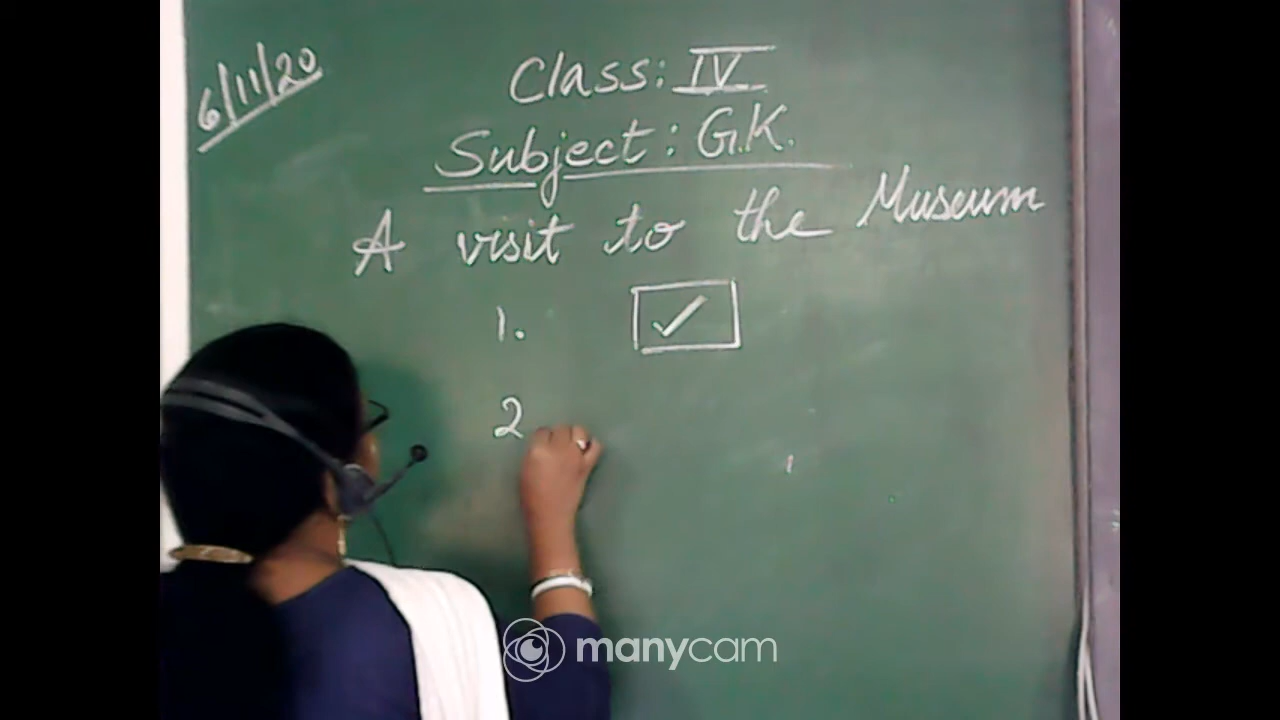 6/11/20
Class: IV
Subject: G.K.
A visit to the Museum
1. ✓
2
manycam